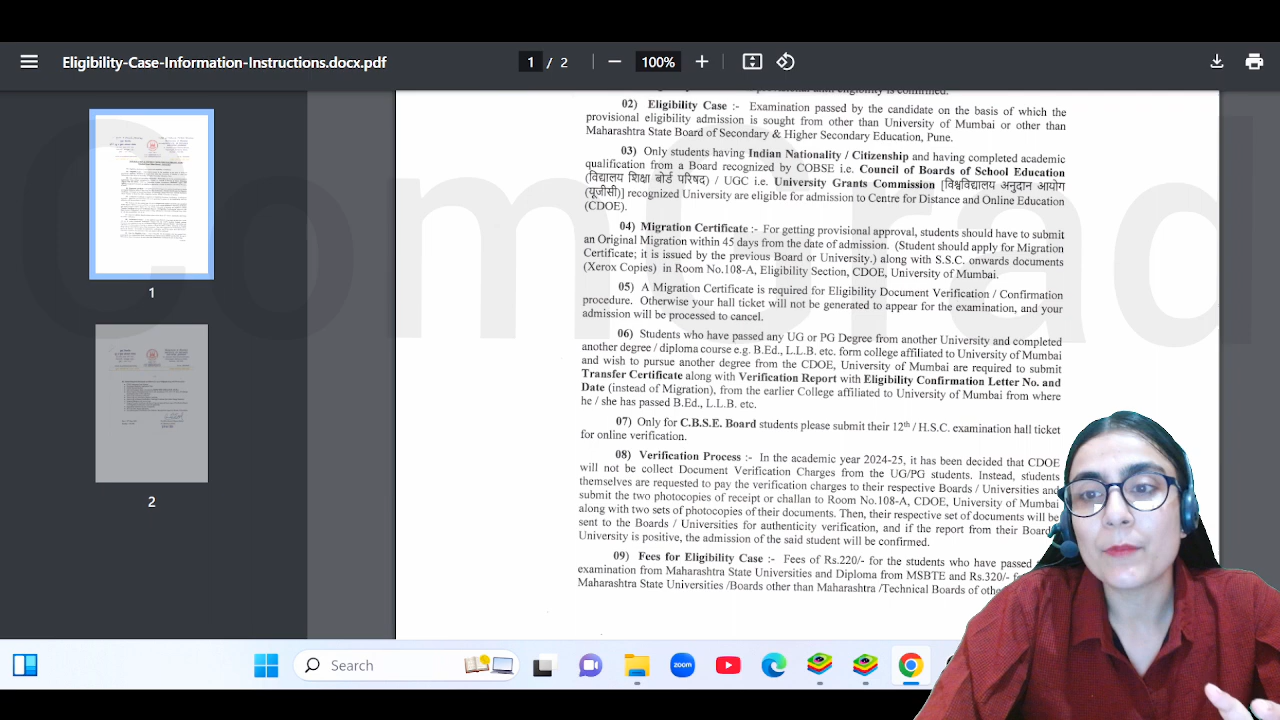 Eligibility-Case-Information-Instructions.docx.pdf
1 / 2
100%
1
2
is confirmed.
02) Eligibility Case :- Examination passed by the candidate on the basis of which the
provisional eligibility admission is sought from other than University of Mumbai or other than
Maharashtra State Board of Secondary & Higher Secondary Education, Pune.
03) Only students having Indian Nationality / Citizenship and having completed academic
qualification from a Board recognized by COBSE i.e. Council of Boards of School Education
[विद्यालय शिक्षा बोर्ड परिषद) / UGC i.e. University Grants Commission [विश्वविद्यालय अनुदान आयोग
(यूजीसी)] recognized University are eligible for admission in Centre for Distance and Online Education
(CDOE).
04) Migration Certificate :- For getting provisional approval, students should have to submit
an Original Migration within 45 days from the date of admission. (Student should apply for Migration
Certificate; it is issued by the previous Board or University.) along with S.S.C. onwards documents
(Xerox Copies) in Room No.108-A, Eligibility Section, CDOE, University of Mumbai.
05) A Migration Certificate is required for Eligibility Document Verification / Confirmation
procedure. Otherwise your hall ticket will not be generated to appear for the examination, and your
admission will be processed to cancel.
06) Students who have passed any UG or PG Degree from another University and completed
another degree / diploma course e.g. B.Ed., L.L.B. etc. form college affiliated to University of Mumbai
and wish to pursue another degree from the CDOE, University of Mumbai are required to submit
Transfer Certificate along with Verification Report with Eligibility Confirmation Letter No. and
Date (instead of Migration), from the earlier College affiliated to University of Mumbai from where
he / she has passed B.Ed., L.L.B. etc.
07) Only for C.B.S.E. Board students please submit their 12th / H.S.C. examination hall ticket
for online verification.
08) Verification Process :- In the academic year 2024-25, it has been decided that CDOE
will not be collect Document Verification Charges from the UG/PG students. Instead, students
themselves are requested to pay the verification charges to their respective Boards / Universities and
submit the two photocopies of receipt or challan to Room No.108-A, CDOE, University of Mumbai
along with two sets of photocopies of their documents. Then, their respective set of documents will be
sent to the Boards / Universities for authenticity verification, and if the report from their Board
University is positive, the admission of the said student will be confirmed.
09) Fees for Eligibility Case :- Fees of Rs.220/- for the students who have passed
examination from Maharashtra State Universities and Diploma from MSBTE and Rs.320/-
Maharashtra State Universities /Boards other than Maharashtra /Technical Boards of
Search
zoom